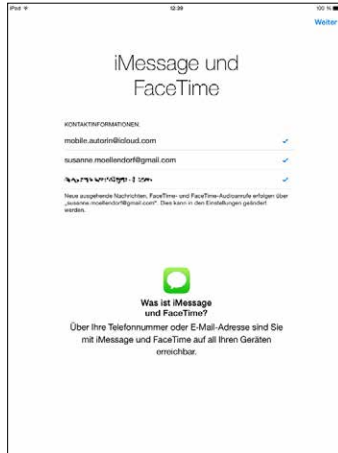 iPad 12:39 100 %
Weiter
iMessage und
FaceTime
KONTAKTINFORMATIONEN
mobile.autorin@icloud.com
susanne.moellendorf@gmail.com
Neue ausgehende Nachrichten, FaceTime- und FaceTime-Audioanrufe erfolgen über
„susanne.moellendorf@gmail.com“. Dies kann in den Einstellungen geändert
werden.
Was ist iMessage
und FaceTime?
Über Ihre Telefonnummer oder E-Mail-Adresse sind Sie
mit iMessage und FaceTime auf all Ihren Geräten
erreichbar.